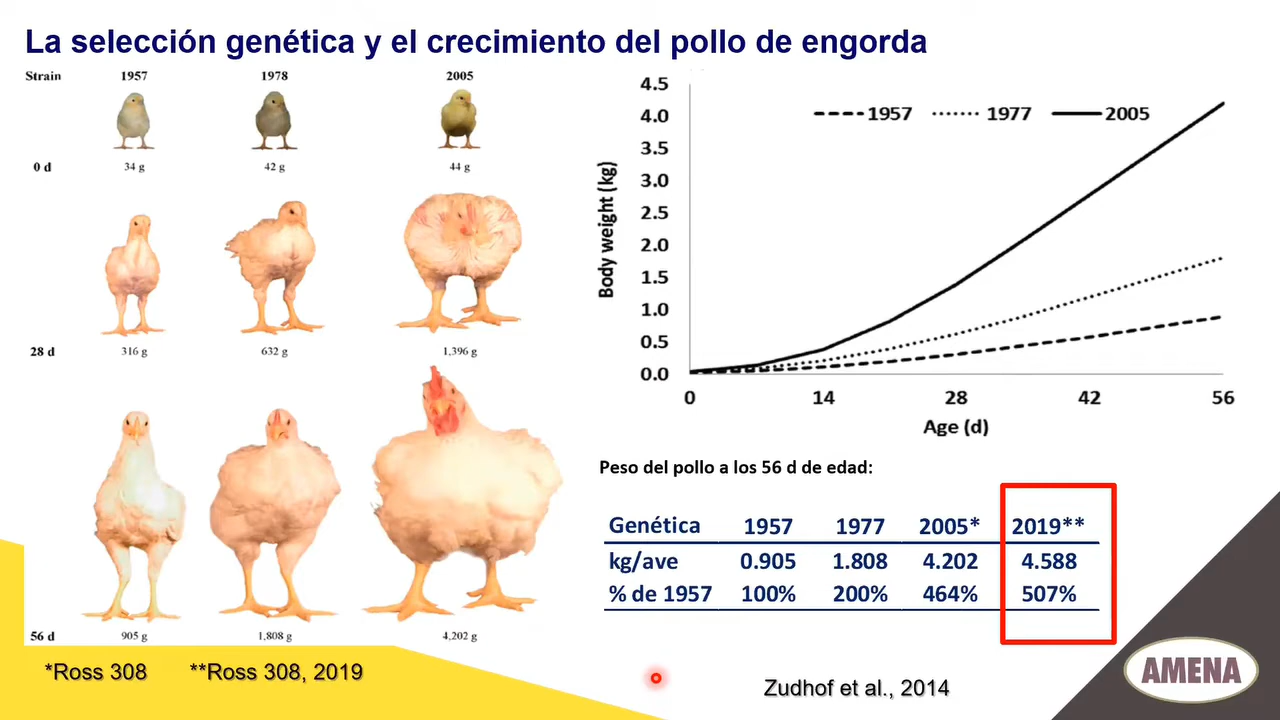 La selección genética y el crecimiento del pollo de engorda
Strain 1957 1978 2005
0 d 34 g 42 g 44 g
28 d 316 g 632 g 1,396 g
56 d 905 g 1,808 g 4,202 g
*Ross 308 **Ross 308, 2019
4.5
4.0
3.5
3.0
2.5
2.0
1.5
1.0
0.5
0.0
Body weight (kg)
1957 1977 2005
0 14 28 42 56
Age (d)
Peso del pollo a los 56 d de edad:
Genética 1957 1977 2005* 2019**
kg/ave 0.905 1.808 4.202 4.588
% de 1957 100% 200% 464% 507%
Zudhof et al., 2014
AMENA